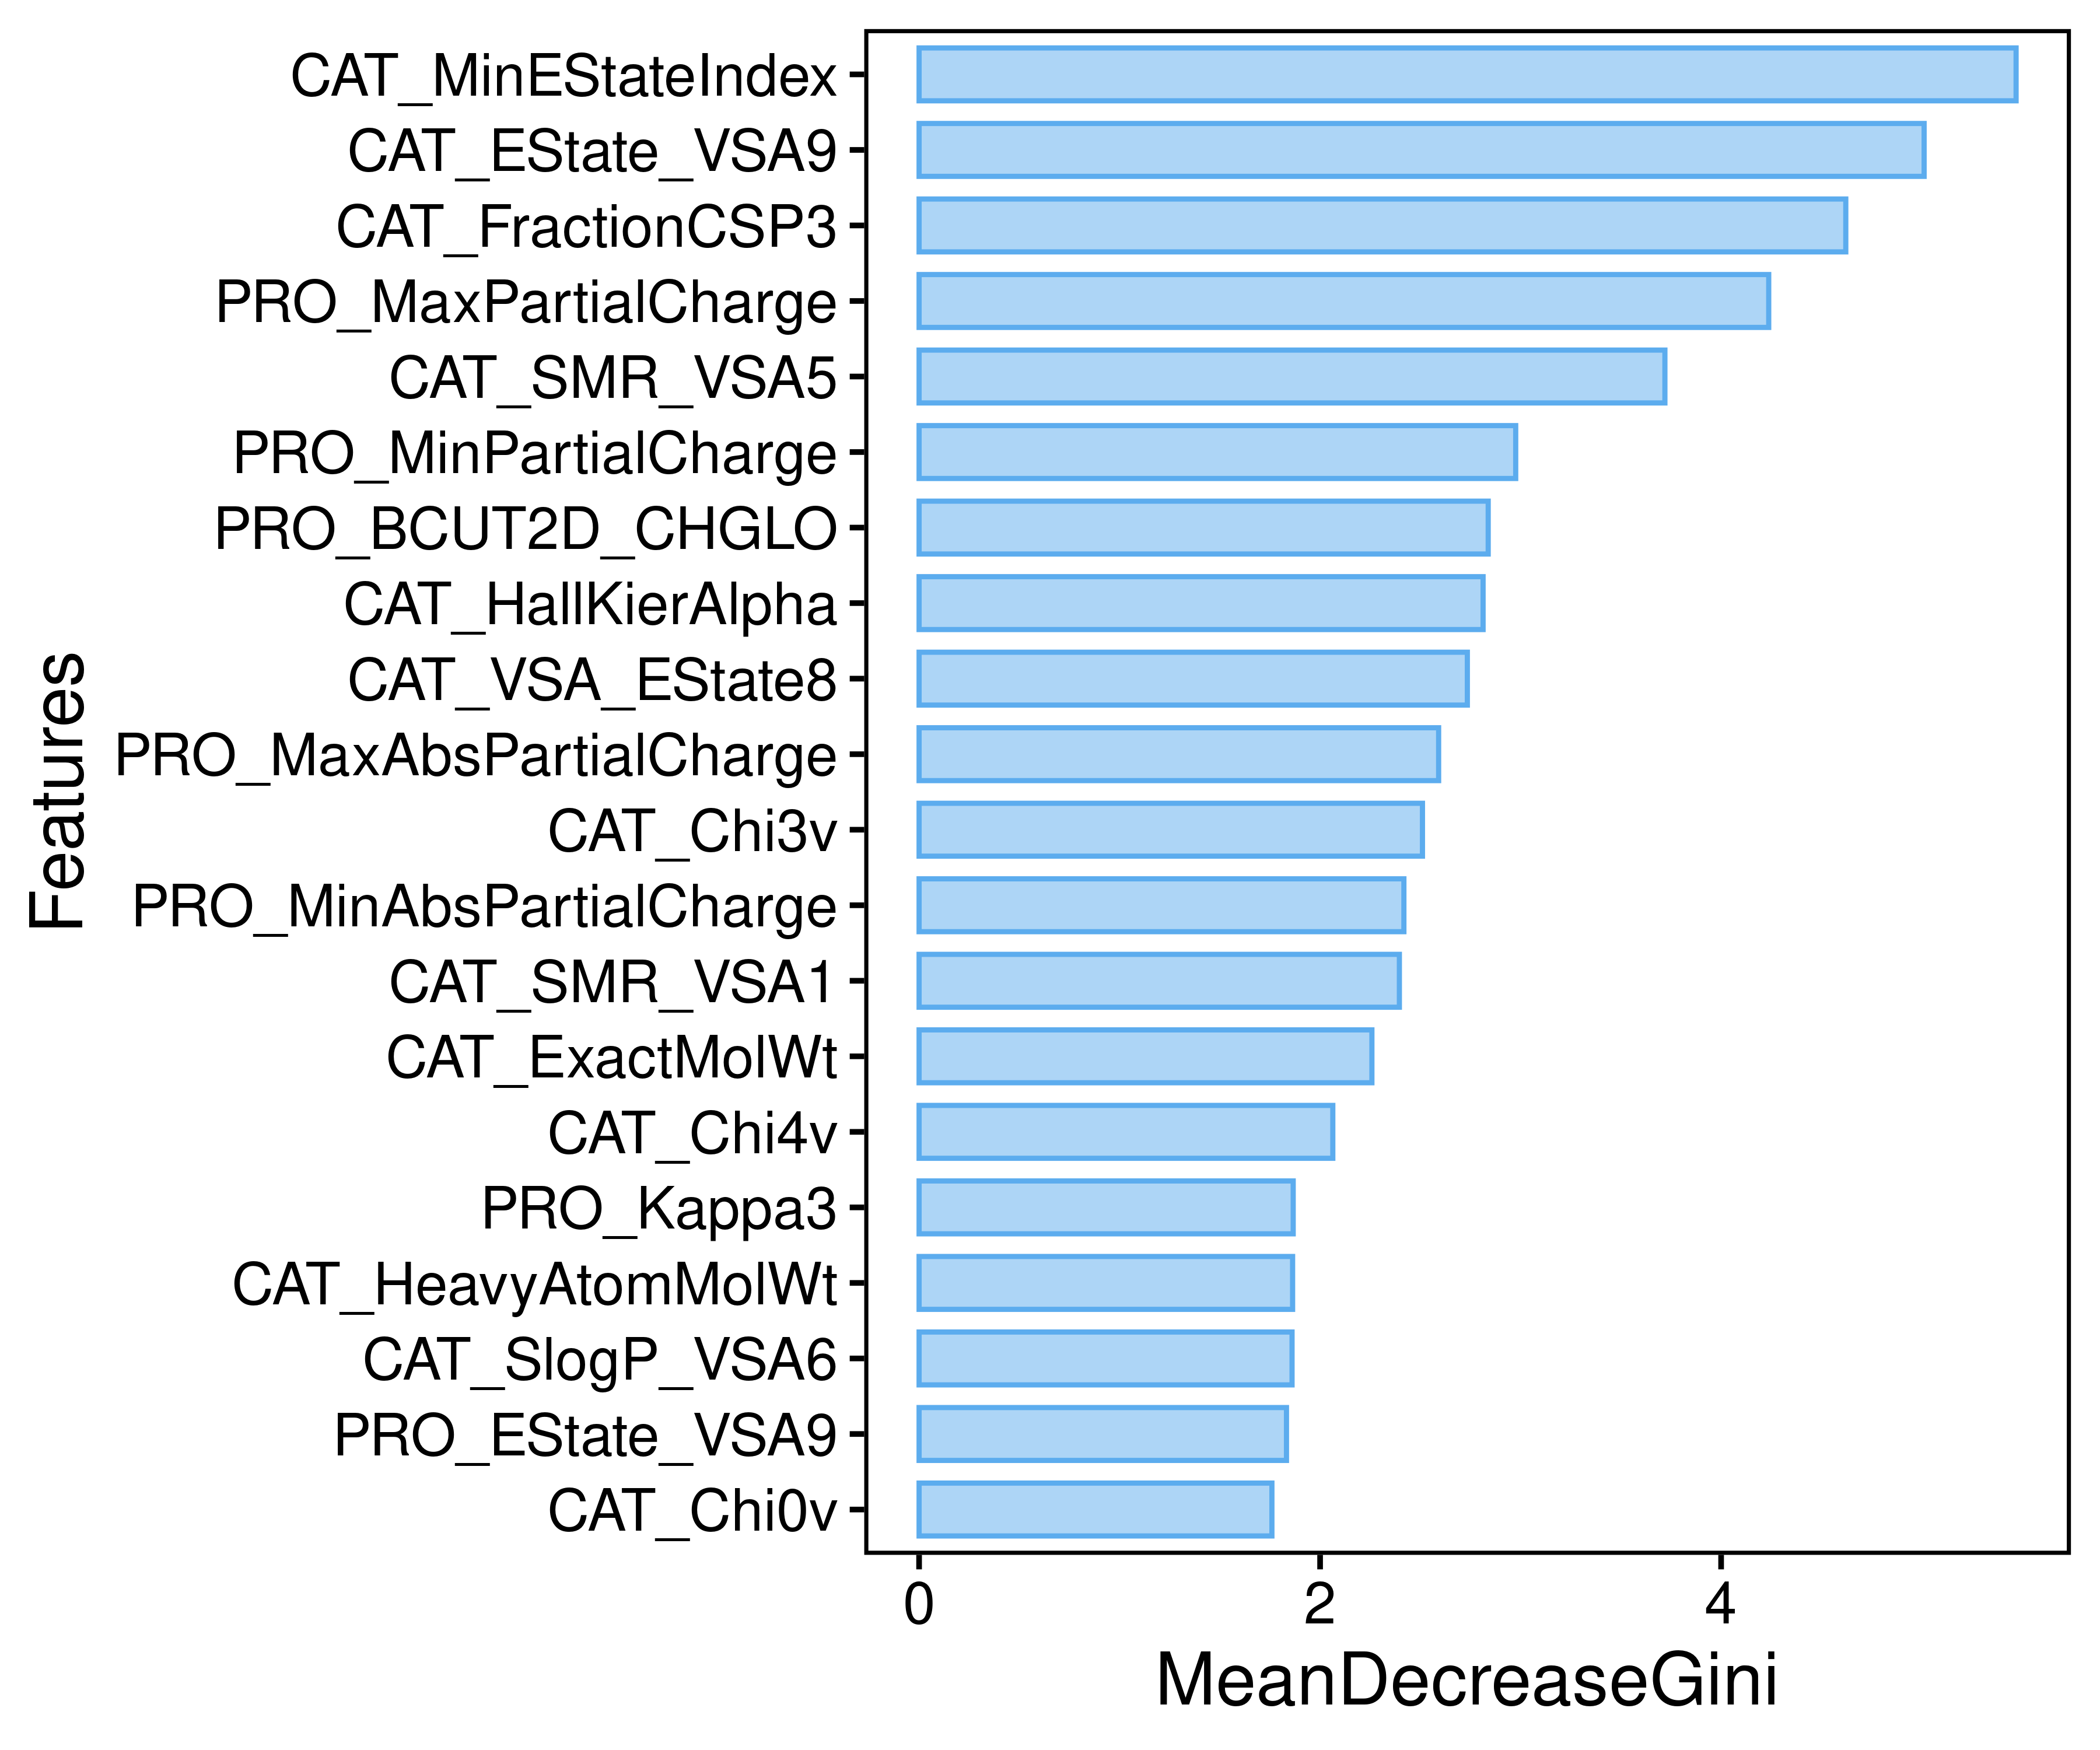 CAT_MinEStateIndex
CAT_EState_VSA9
CAT_FractionCSP3
PRO_MaxPartialCharge
CAT_SMR_VSA5
PRO_MinPartialCharge
PRO_BCUT2D_CHGLO
CAT_HallKierAlpha
CAT_VSA_EState8
PRO_MaxAbsPartialCharge
CAT_Chi3v
PRO_MinAbsPartialCharge
CAT_SMR_VSA1
CAT_ExactMolWt
CAT_Chi4v
PRO_Kappa3
CAT_HeavyAtomMolWt
CAT_SlogP_VSA6
PRO_EState_VSA9
CAT_Chi0v
Features
0 2 4
MeanDecreaseGini